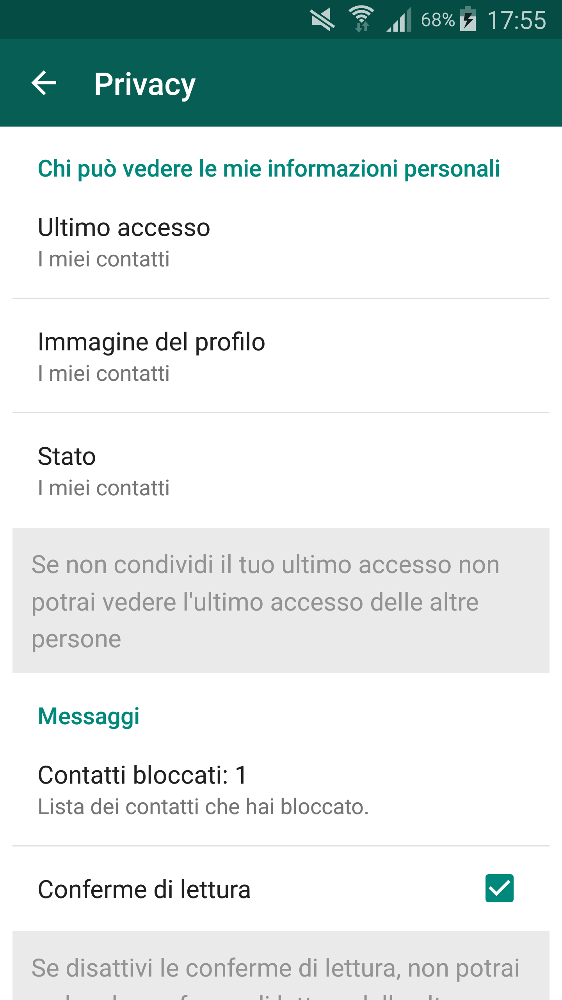 68% 17:55
Privacy
Chi può vedere le mie informazioni personali
Ultimo accesso
I miei contatti
Immagine del profilo
I miei contatti
Stato
I miei contatti
Se non condividi il tuo ultimo accesso non
potrai vedere l'ultimo accesso delle altre
persone
Messaggi
Contatti bloccati: 1
Lista dei contatti che hai bloccato.
Conferme di lettura
Se disattivi le conferme di lettura, non potrai